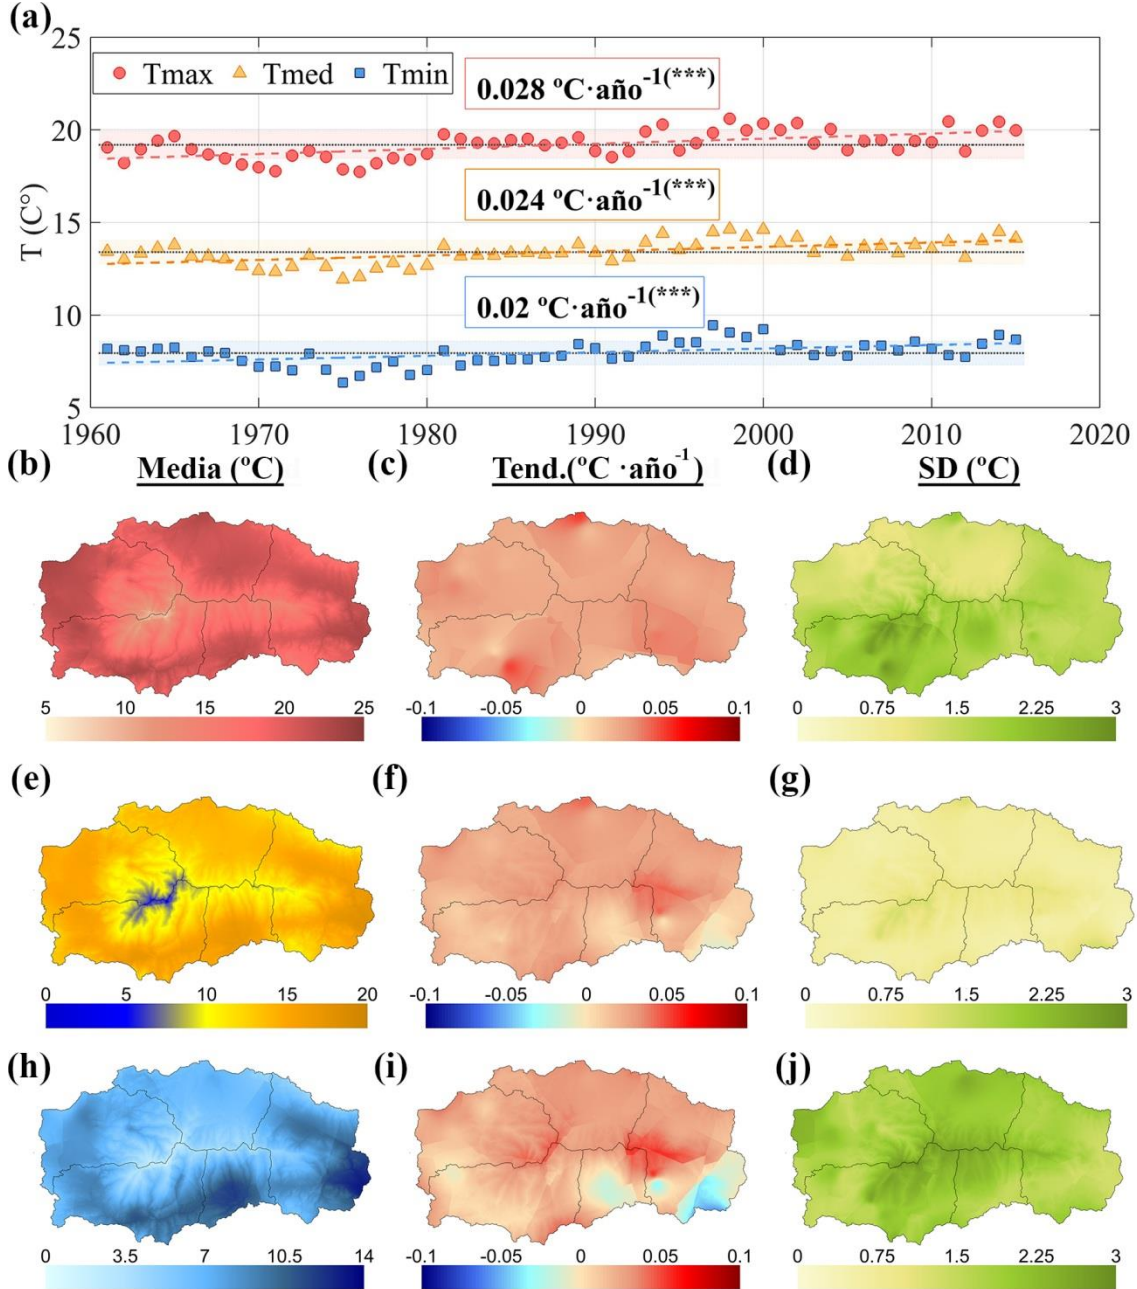 (a)
25
Tmax Tmed Tmin
0.028 ºC·año-1(***)
20
0.024 ºC·año-1(***)
15
T (C°)
0.02 ºC·año-1(***)
10
5
1960 1970 1980 1990 2000 2010 2020
(b) Media (ºC) (c) Tend.(ºC ·año-1) (d) SD (ºC)
5 10 15 20 25
-0.1 -0.05 0 0.05 0.1
0 0.75 1.5 2.25 3
(e) (f) (g)
0 5 10 15 20
-0.1 -0.05 0 0.05 0.1
0 0.75 1.5 2.25 3
(h) (i) (j)
0 3.5 7 10.5 14
-0.1 -0.05 0 0.05 0.1
0 0.75 1.5 2.25 3